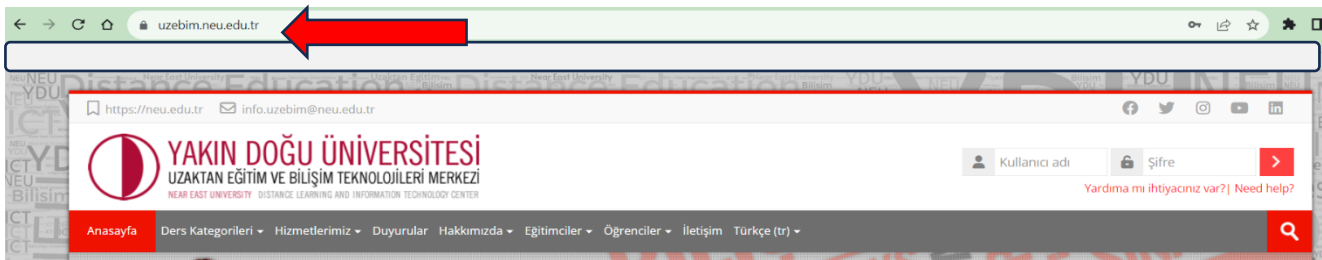 uzebim.neu.edu.tr
Distance Education Distance Education
https://neu.edu.tr info.uzebim@neu.edu.tr
YAKIN DOĞU ÜNİVERSİTESİ
UZAKTAN EĞİTİM VE BİLİŞİM TEKNOLOJİLERİ MERKEZİ
NEAR EAST UNIVERSITY DISTANCE LEARNING AND INFORMATION TECHNOLOGY CENTER
Kullanıcı adı Şifre
Yardıma mı ihtiyacınız var?| Need help?
Anasayfa Ders Kategorileri Hizmetlerimiz Duyurular Hakkımızda Eğitimciler Öğrenciler İletişim Türkçe (tr)